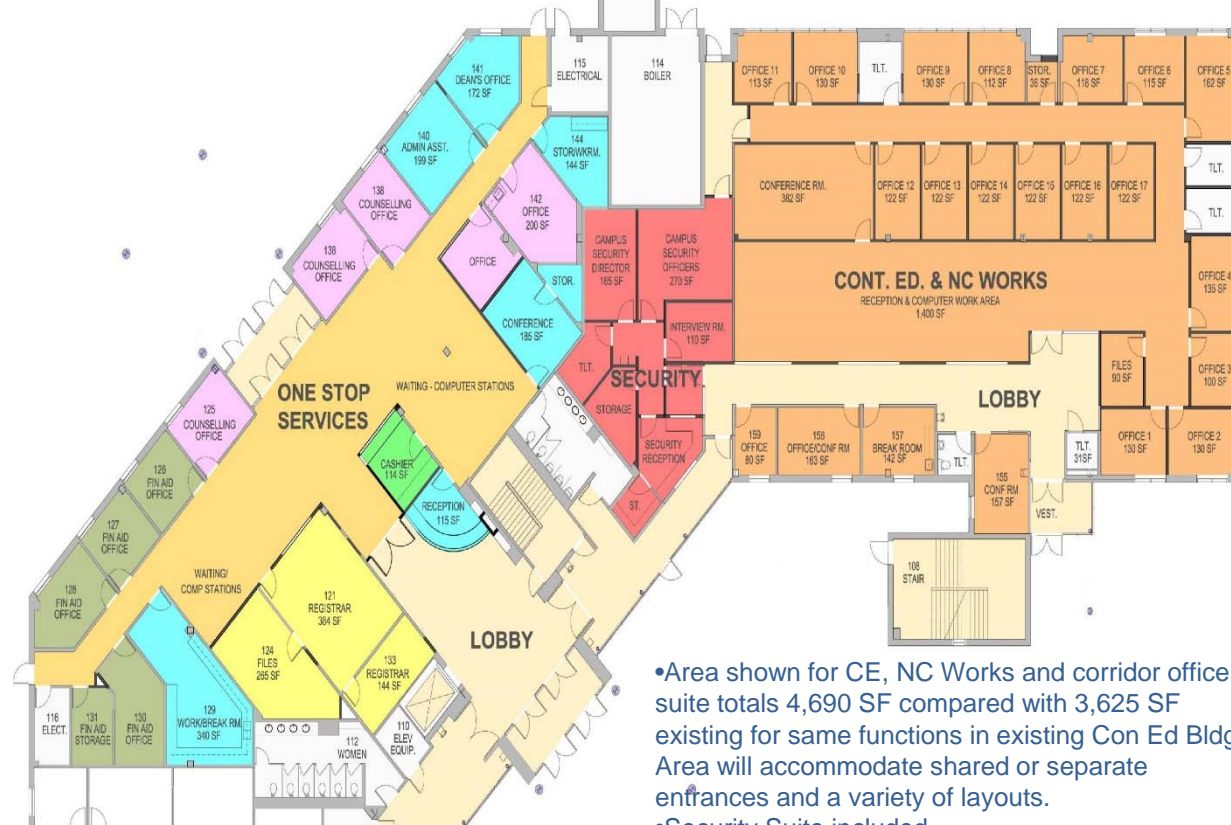 115
ELECTRICAL
114
BOILER
141
DEAN'S OFFICE
172 SF
140
ADMIN ASST.
199 SF
144
STOR/WKRM.
144 SF
138
COUNSELLING
OFFICE
142
OFFICE
200 SF
138
COUNSELLING
OFFICE
OFFICE
STOR.
CONFERENCE
185 SF
CAMPUS
SECURITY
DIRECTOR
165 SF
CAMPUS
SECURITY
OFFICERS
270 SF
INTERVIEW RM.
110 SF
TLT.
SECURITY
STORAGE
SECURITY
RECEPTION
ST.
OFFICE 11
113 SF
OFFICE 10
130 SF
TLT.
OFFICE 9
130 SF
OFFICE 8
112 SF
STOR.
36 SF
OFFICE 7
118 SF
OFFICE 6
115 SF
OFFICE 5
162 SF
CONFERENCE RM.
382 SF
OFFICE 12
122 SF
OFFICE 13
122 SF
OFFICE 14
122 SF
OFFICE 15
122 SF
OFFICE 16
122 SF
OFFICE 17
122 SF
TLT.
TLT.
CONT. ED. & NC WORKS
RECEPTION & COMPUTER WORK AREA
1,400 SF
OFFICE 4
135 SF
FILES
90 SF
OFFICE 3
100 SF
LOBBY
159
OFFICE
80 SF
158
OFFICE/CONF RM
163 SF
157
BREAK ROOM
142 SF
TLT.
155
CONF RM
157 SF
TLT.
31SF
OFFICE 1
130 SF
OFFICE 2
130 SF
VEST.
108
STAIR
ONE STOP
SERVICES
WAITING - COMPUTER STATIONS
125
COUNSELLING
OFFICE
126
FIN AID
OFFICE
127
FIN AID
OFFICE
128
FIN AID
OFFICE
CASHIER
114 SF
RECEPTION
115 SF
WAITING/
COMP STATIONS
121
REGISTRAR
384 SF
124
FILES
265 SF
133
REGISTRAR
144 SF
LOBBY
116
ELECT.
131
FIN AID
STORAGE
130
FIN AID
OFFICE
129
WORK/BREAK RM.
340 SF
112
WOMEN
110
ELEV
EQUIP.
•Area shown for CE, NC Works and corridor office
suite totals 4,690 SF compared with 3,625 SF
existing for same functions in existing Con Ed Bldg
Area will accommodate shared or separate
entrances and a variety of layouts.
•Security Suite included